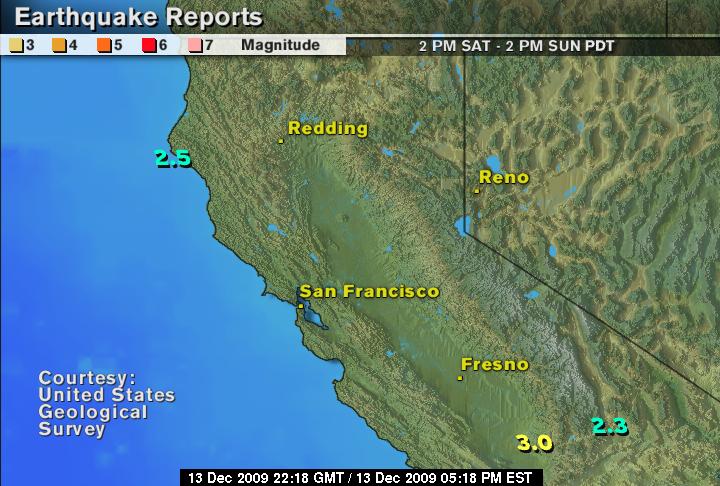 Earthquake Reports
3 4 5 6 7 Magnitude 2 PM SAT - 2 PM SUN PDT
Redding
2.5
Reno
San Francisco
Fresno
Courtesy:
United States
Geological
Survey
2.3
3.0
13 Dec 2009 22:18 GMT / 13 Dec 2009 05:18 PM EST